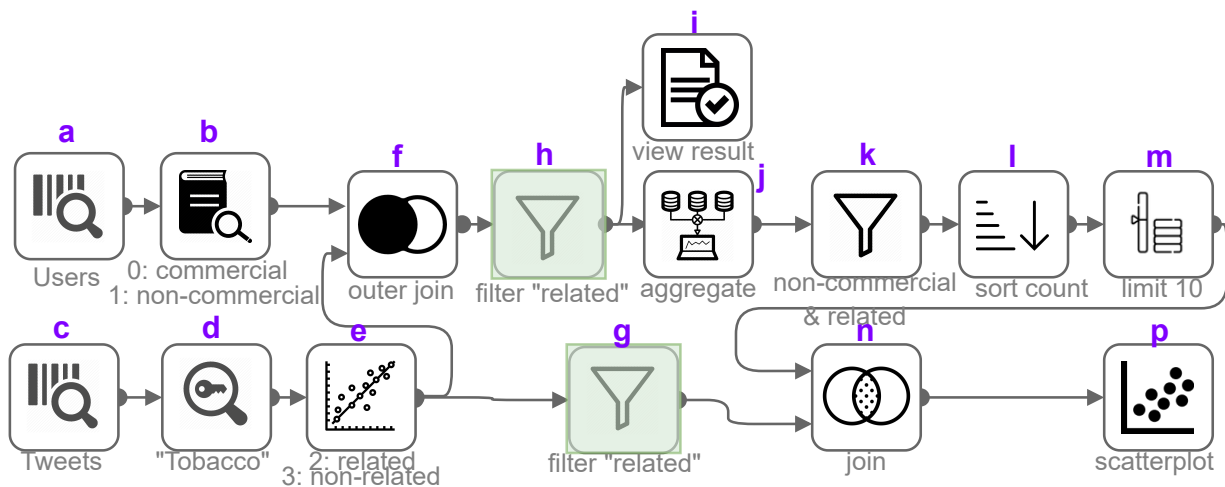 i
view result
a
b
f
h
j
k
l
m
Users
0: commercial
1: non-commercial
outer join
filter "related"
aggregate
non-commercial
& related
sort count
limit 10
c
d
e
g
n
p
Tweets
"Tobacco"
2: related
3: non-related
filter "related"
join
scatterplot